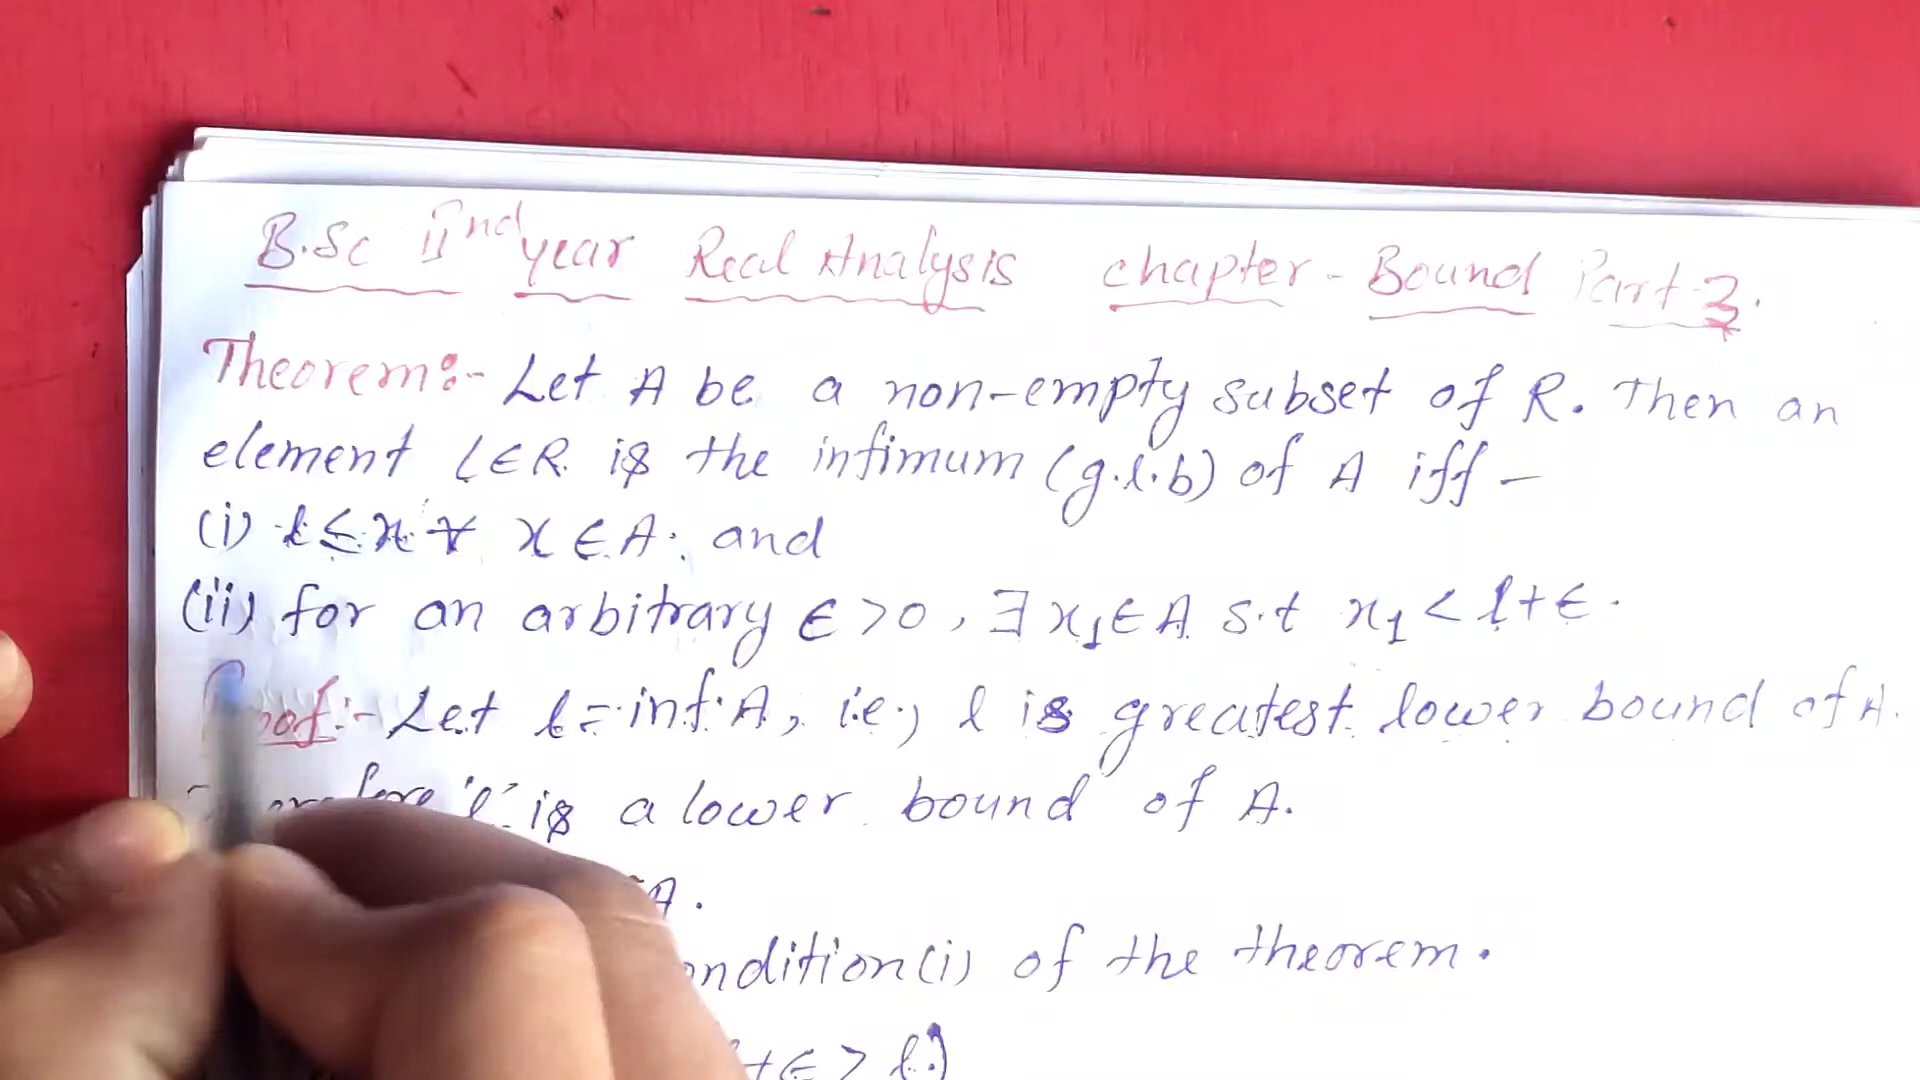 B.Sc IInd year Real Analysis chapter - Bound Part-3.
Theorem:- Let A be a non-empty subset of R. Then an
element l∈R is the infimum (g.l.b) of A iff -
(i) l≤x ∀ x∈A. and
(ii) for an arbitrary ϵ>0, ∃ x₁∈A s.t x₁<l+ϵ.
Let l=inf.A, i.e., l is greatest lower bound of A.
'l' is a lower bound of A.
A.
condition(i) of the theorem.
+ϵ > l.)